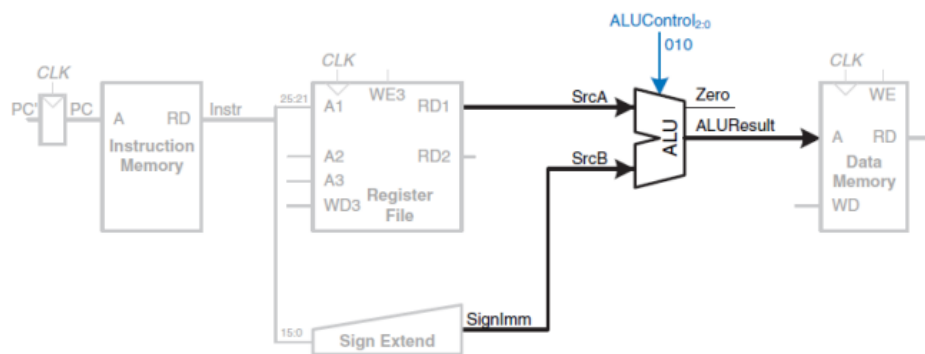 ALUControl2:0
010
CLK
CLK
CLK
PC'
PC
A
RD
Instruction
Memory
Instr
25:21
A1
WE3
RD1
A2
RD2
A3
WD3
Register
File
SrcA
SrcB
ALU
Zero
ALUResult
WE
A
RD
Data
Memory
WD
15:0
Sign Extend
SignImm